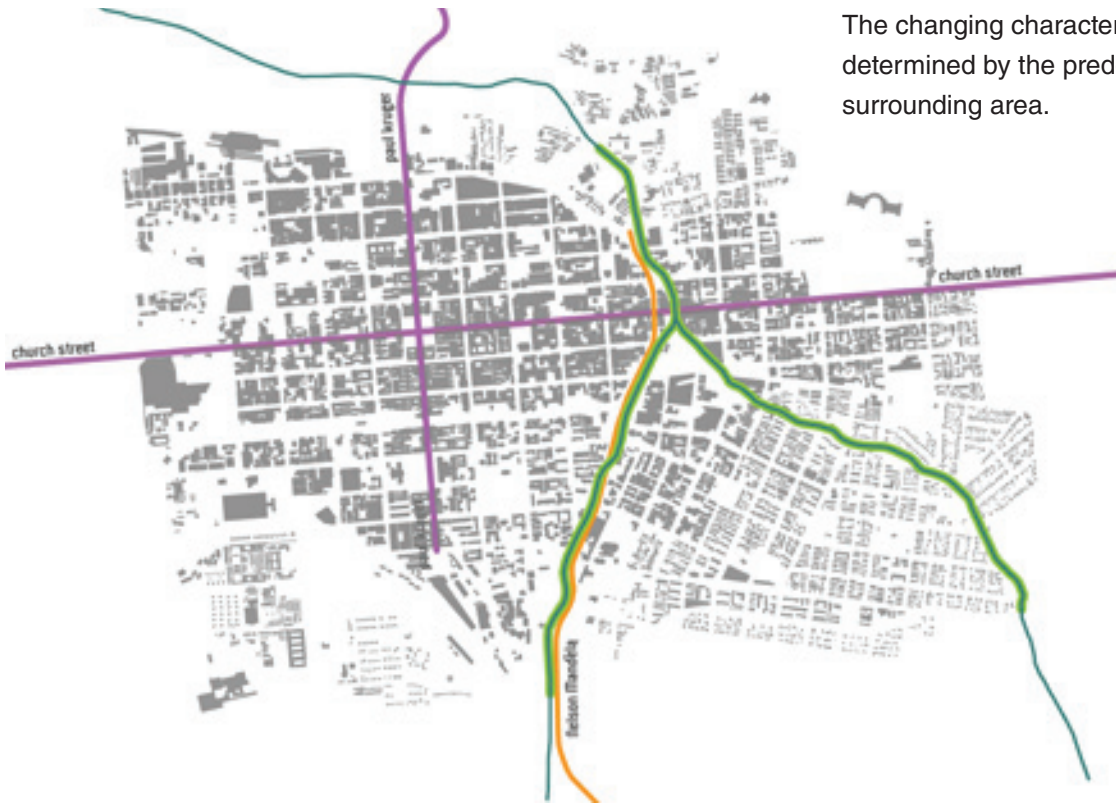 The changing character
determined by the pred
surrounding area.
paul kruger
church street
church street
nelson mandela